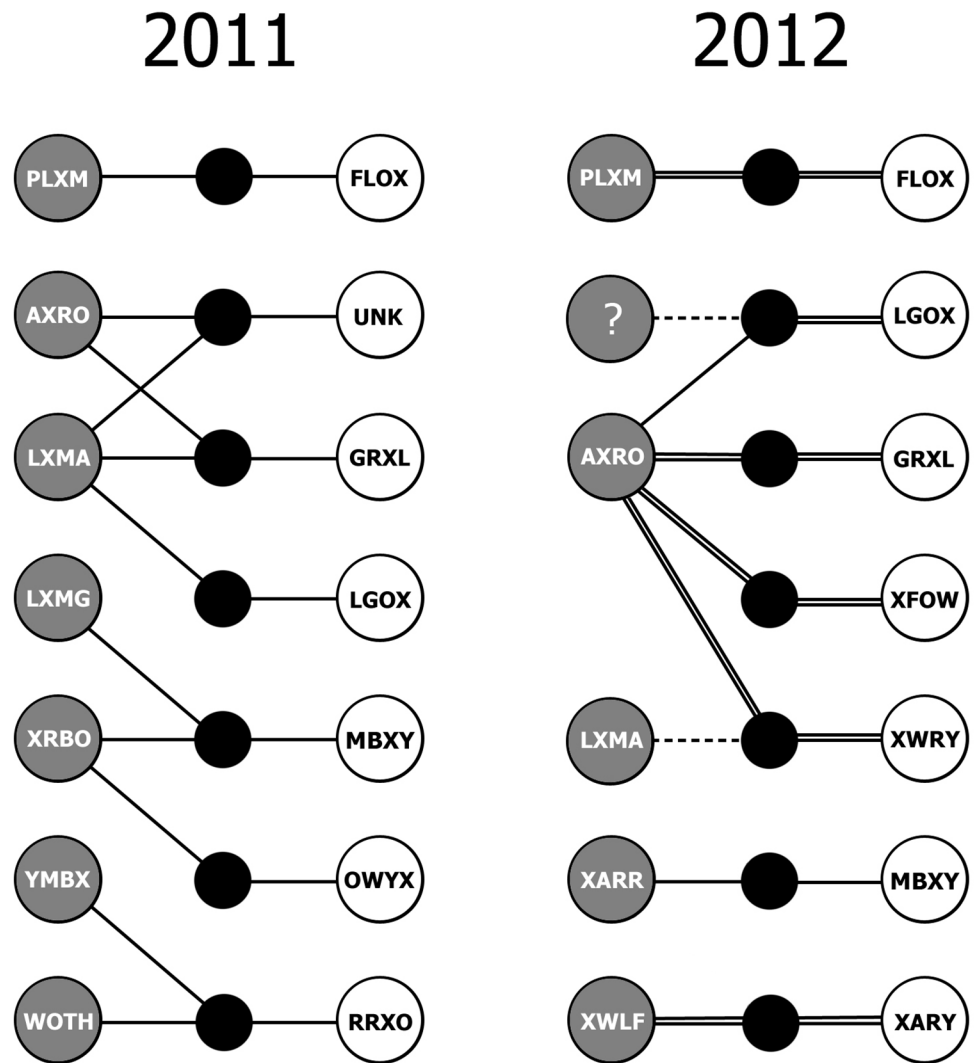 2011 2012
PLXM FLOX PLXM FLOX
AXRO UNK ? LGOX
LXMA GRXL AXRO GRXL
LXMG LGOX XFOW
XRBO MBXY LXMA XWRY
YMBX OWYX XARR MBXY
WOTH RRXO XWLF XARY